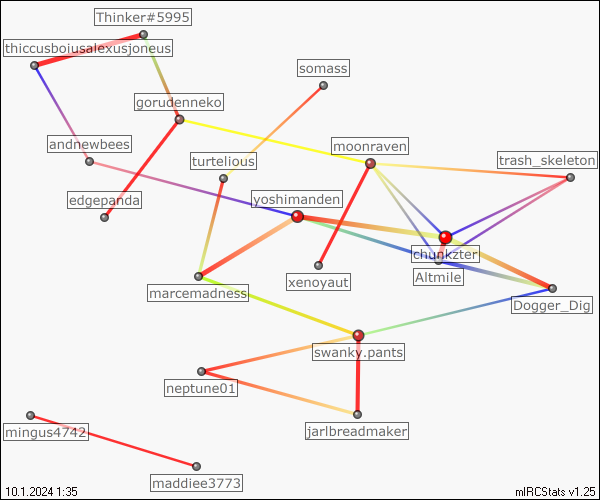 Thinker#5995
thiccusboiusalexusjoneus
somass
gorudenneko
andnewbees
moonraven
turtelious
trash_skeleton
edgepanda
yoshimanden
chunkzter
xenoyaut
Altmile
marcemadness
Dogger_Dig
swanky.pants
neptune01
jarlbreadmaker
mingus4742
maddiee3773
10.1.2024 1:35
mIRCStats v1.25